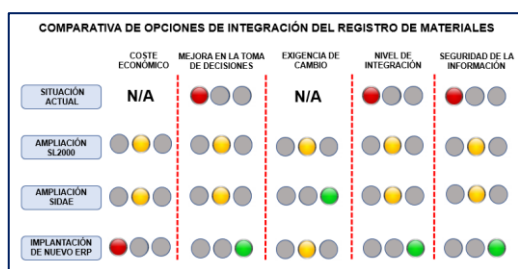 COMPARATIVA DE OPCIONES DE INTEGRACIÓN DEL REGISTRO DE MATERIALES
COSTE
ECONÓMICO
MEJORA EN LA TOMA
DE DECISIONES
EXIGENCIA DE
CAMBIO
NIVEL DE
INTEGRACIÓN
SEGURIDAD DE LA
INFORMACIÓN
SITUACIÓN
ACTUAL
N/A
N/A
AMPLIACIÓN
SL2000
AMPLIACIÓN
SIDAE
IMPLANTACIÓN
DE NUEVO ERP